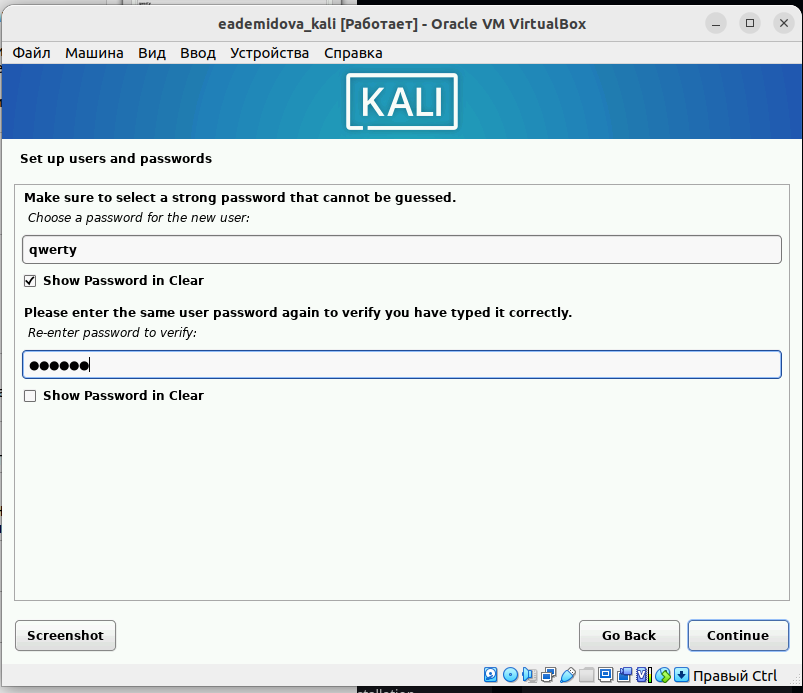 eademidova_kali [Работает] - Oracle VM VirtualBox
Файл Машина Вид Ввод Устройства Справка
KALI
Set up users and passwords
Make sure to select a strong password that cannot be guessed.
Choose a password for the new user:
qwerty
Show Password in Clear
Please enter the same user password again to verify you have typed it correctly.
Re-enter password to verify:
●●●●●●
Show Password in Clear
Screenshot Go Back Continue
Правый Ctrl